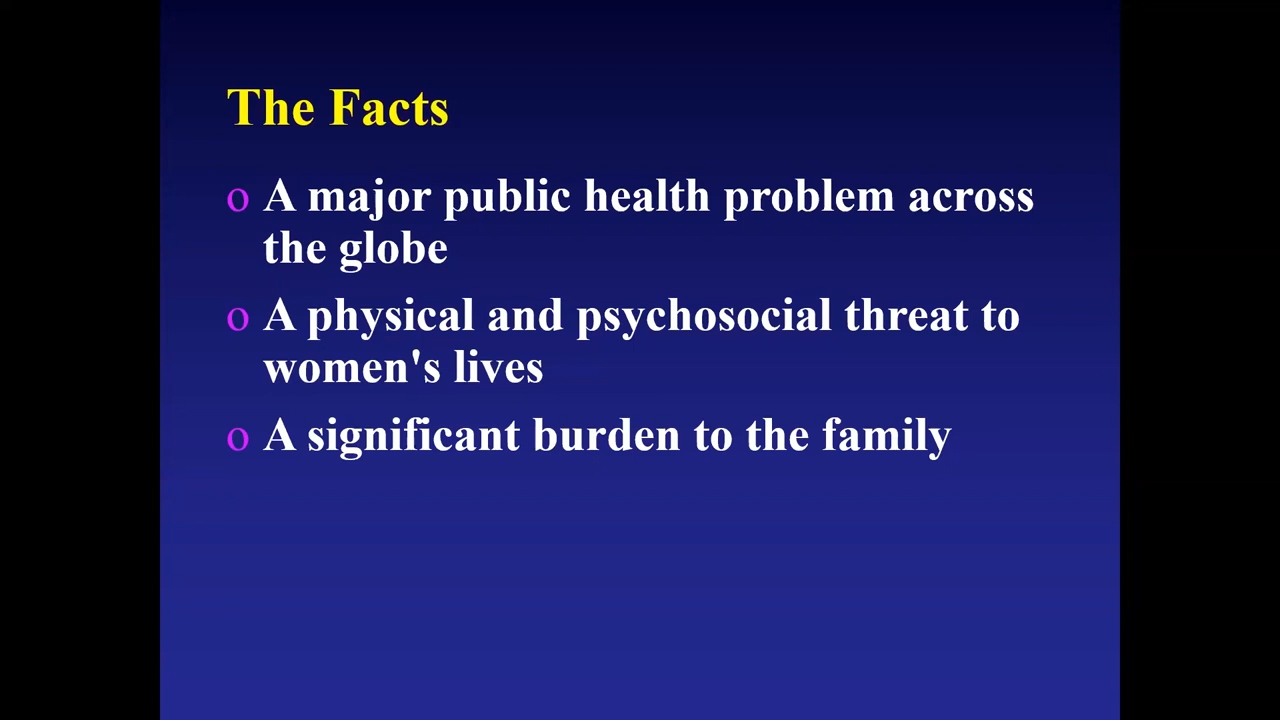 The Facts
o A major public health problem across
the globe
o A physical and psychosocial threat to
women's lives
o A significant burden to the family